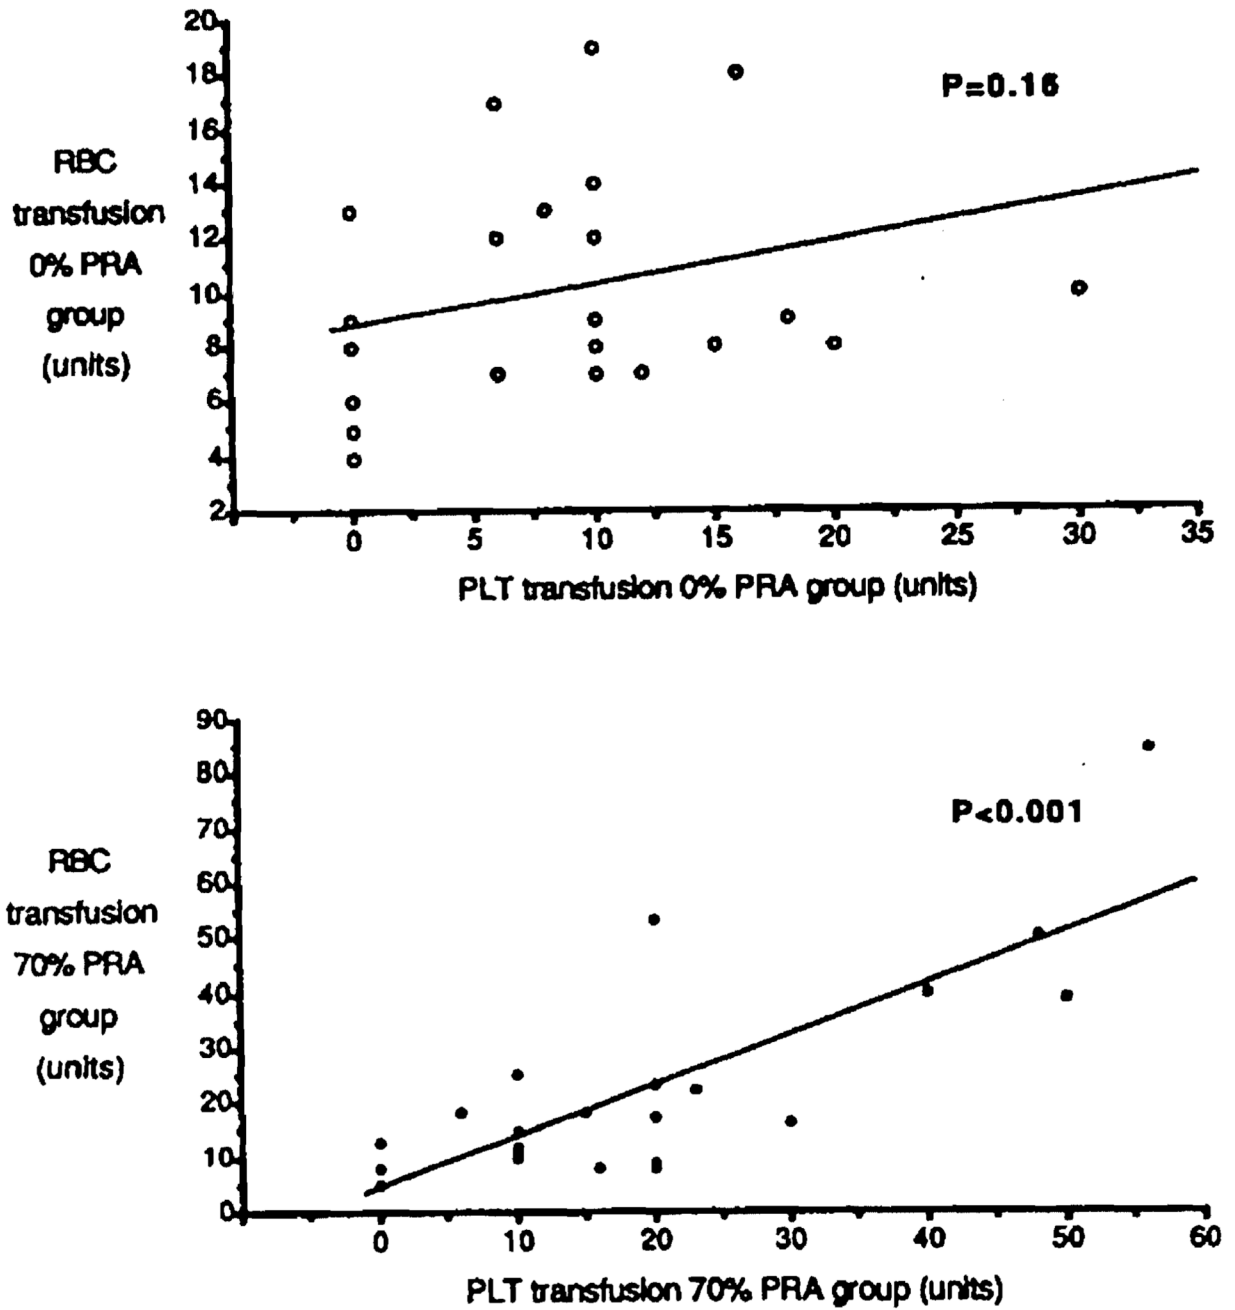 20
18
16
14
12
10
8
6
4
2
RBC
transfusion
0% PRA
group
(units)
P=0.16
0 5 10 15 20 25 30 35
PLT transfusion 0% PRA group (units)
90
80
70
60
50
40
30
20
10
0
RBC
transfusion
70% PRA
group
(units)
P<0.001
0 10 20 30 40 50 60
PLT transfusion 70% PRA group (units)